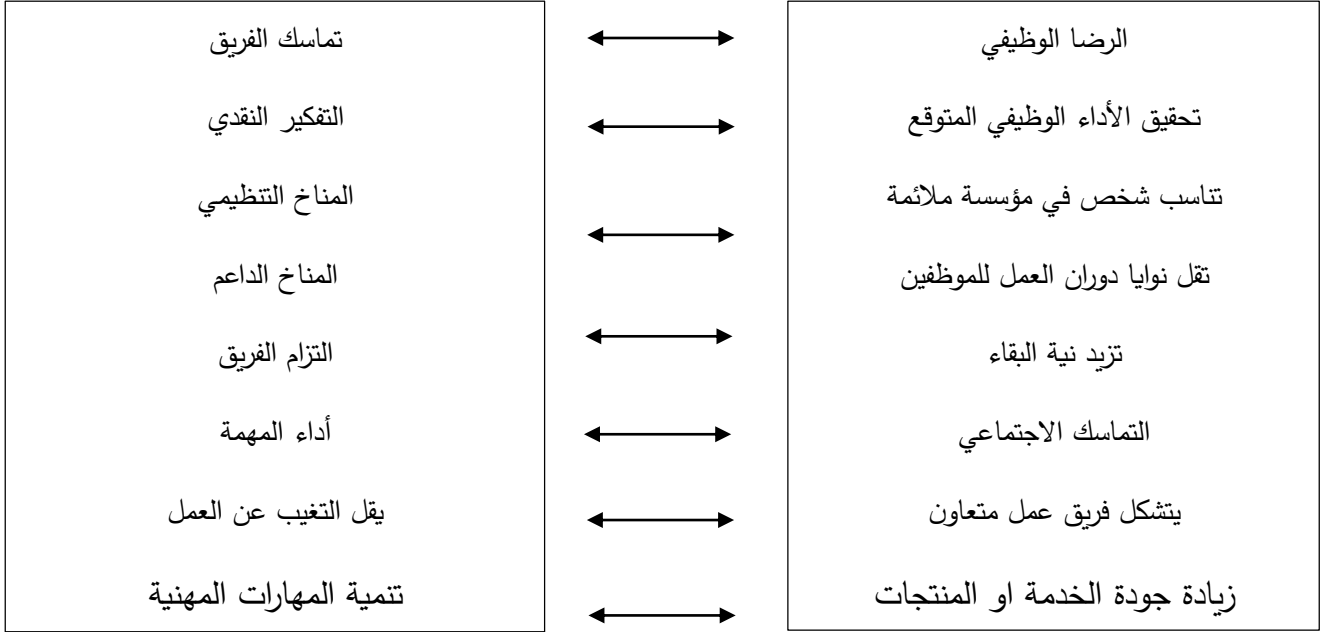 الرضا الوظيفي
تحقيق الأداء الوظيفي المتوقع
تناسب شخص في مؤسسة ملائمة
تقل نوايا دوران العمل للموظفين
تزيد نية البقاء
التماسك الاجتماعي
يتشكل فريق عمل متعاون
زيادة جودة الخدمة او المنتجات
تماسك الفريق
التفكير النقدي
المناخ التنظيمي
المناخ الداعم
التزام الفريق
أداء المهمة
يقل التغيب عن العمل
تنمية المهارات المهنية